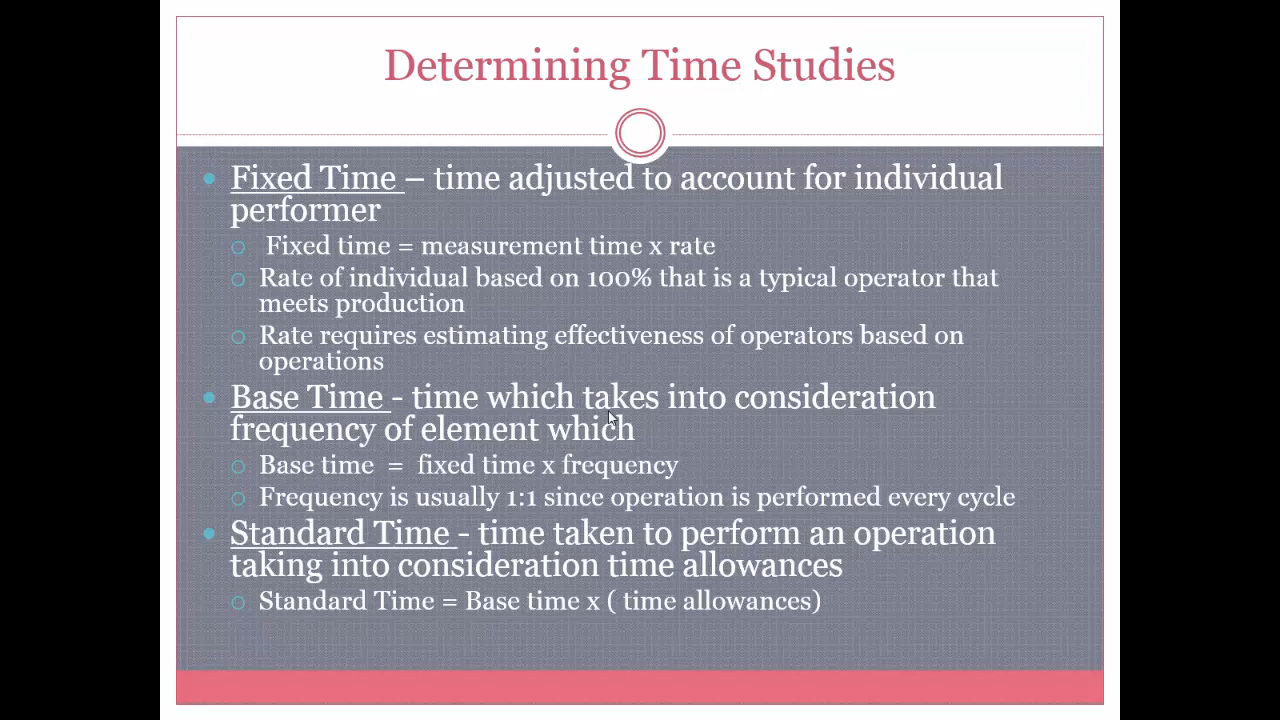 Determining Time Studies
Fixed Time – time adjusted to account for individual
performer
Fixed time = measurement time x rate
Rate of individual based on 100% that is a typical operator that
meets production
Rate requires estimating effectiveness of operators based on
operations
Base Time - time which takes into consideration
frequency of element which
Base time = fixed time x frequency
Frequency is usually 1:1 since operation is performed every cycle
Standard Time - time taken to perform an operation
taking into consideration time allowances
Standard Time = Base time x ( time allowances)